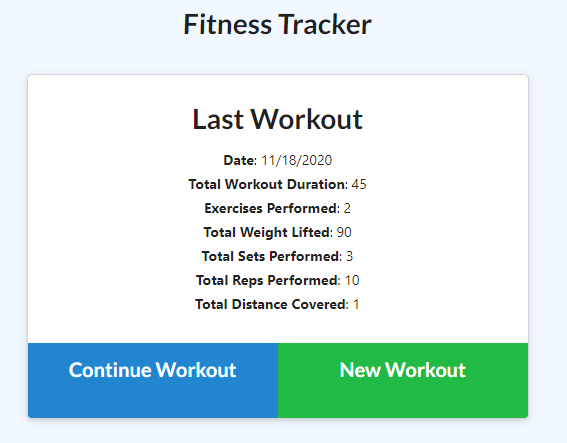 Fitness Tracker
Last Workout
Date: 11/18/2020
Total Workout Duration: 45
Exercises Performed: 2
Total Weight Lifted: 90
Total Sets Performed: 3
Total Reps Performed: 10
Total Distance Covered: 1
Continue Workout
New Workout